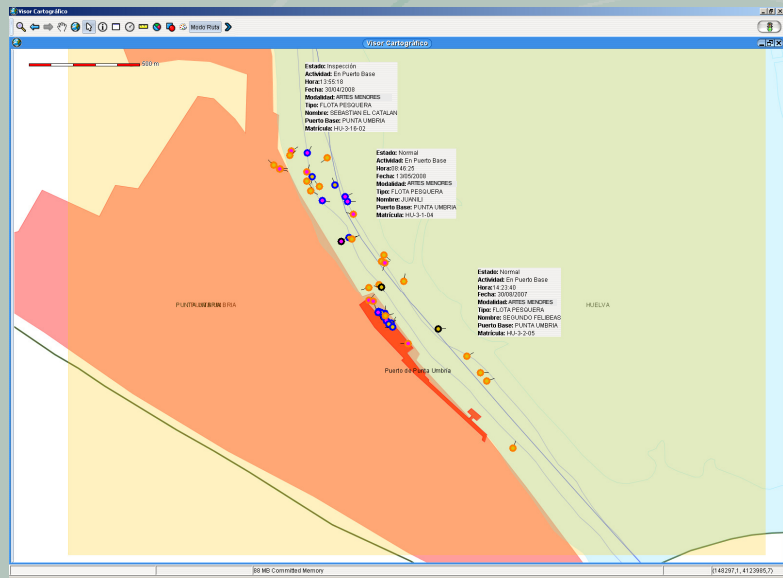 Visor Cartográfico
Modo Ruta
Visor Cartográfico
500 m
Estado: Inspección
Actividad: En Puerto Base
Hora:13:55:18
Fecha: 30/04/2008
Modalidad: ARTES MENORES
Tipo: FLOTA PESQUERA
Nombre: SEBASTIAN EL CATALAN
Puerto Base: PUNTA UMBRIA
Matrícula: HU-3-16-02
Estado: Normal
Actividad: En Puerto Base
Hora:08:46:25
Fecha: 13/05/2008
Modalidad: ARTES MENORES
Tipo: FLOTA PESQUERA
Nombre: JUANILI
Puerto Base: PUNTA UMBRIA
Matrícula: HU-3-1-04
Estado: Normal
Actividad: En Puerto Base
Hora:14:23:40
Fecha: 30/08/2007
Modalidad: ARTES MENORES
Tipo: FLOTA PESQUERA
Nombre: SEGUNDO FELIBEAS
Puerto Base: PUNTA UMBRIA
Matrícula: HU-3-2-05
HUELVA
Puerto de Punta Umbría
88 MB Committed Memory
(148297,1, 4123985,7)